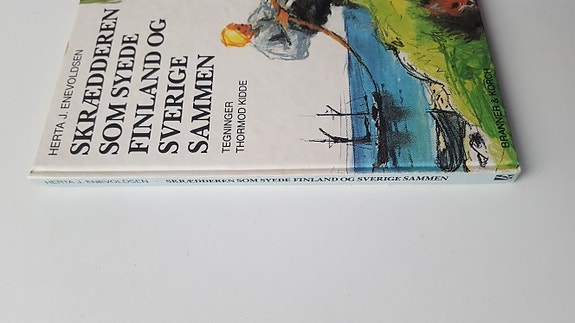 HERTA J. ENEVOLDSEN
SKRÆDDEREN
SOM SYEDE
FINLAND OG
SVERIGE
SAMMEN
TEGNINGER
THORMOD KIDDE
BRANNER & KORCH
HERTA J. ENEVOLDSEN SKRÆDDEREN SOM SYEDE FINLAND OG SVERIGE SAMMEN